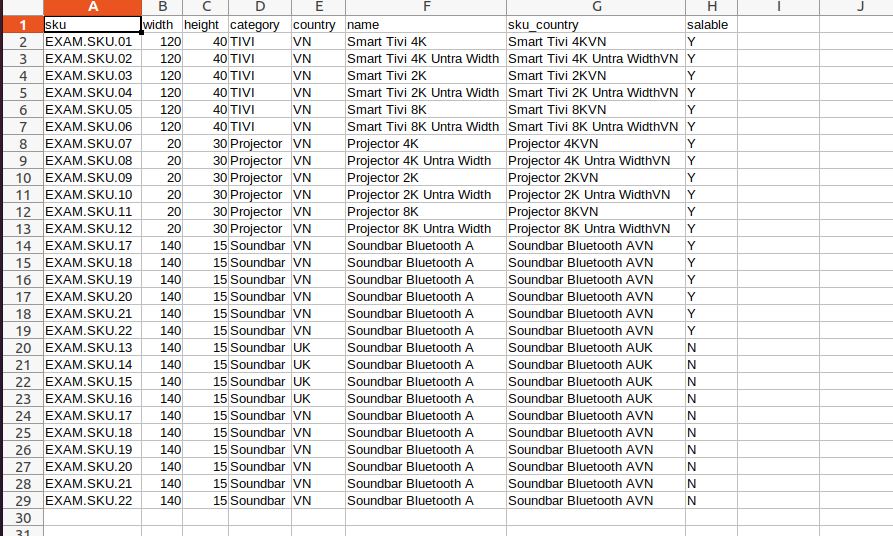 A B C D E F G H I J
1 sku width height category country name sku_country salable
2 EXAM.SKU.01 120 40 TIVI VN Smart Tivi 4K Smart Tivi 4KVN Y
3 EXAM.SKU.02 120 40 TIVI VN Smart Tivi 4K Untra Width Smart Tivi 4K Untra WidthVN Y
4 EXAM.SKU.03 120 40 TIVI VN Smart Tivi 2K Smart Tivi 2KVN Y
5 EXAM.SKU.04 120 40 TIVI VN Smart Tivi 2K Untra Width Smart Tivi 2K Untra WidthVN Y
6 EXAM.SKU.05 120 40 TIVI VN Smart Tivi 8K Smart Tivi 8KVN Y
7 EXAM.SKU.06 120 40 TIVI VN Smart Tivi 8K Untra Width Smart Tivi 8K Untra WidthVN Y
8 EXAM.SKU.07 20 30 Projector VN Projector 4K Projector 4KVN Y
9 EXAM.SKU.08 20 30 Projector VN Projector 4K Untra Width Projector 4K Untra WidthVN Y
10 EXAM.SKU.09 20 30 Projector VN Projector 2K Projector 2KVN Y
11 EXAM.SKU.10 20 30 Projector VN Projector 2K Untra Width Projector 2K Untra WidthVN Y
12 EXAM.SKU.11 20 30 Projector VN Projector 8K Projector 8KVN Y
13 EXAM.SKU.12 20 30 Projector VN Projector 8K Untra Width Projector 8K Untra WidthVN Y
14 EXAM.SKU.17 140 15 Soundbar VN Soundbar Bluetooth A Soundbar Bluetooth AVN Y
15 EXAM.SKU.18 140 15 Soundbar VN Soundbar Bluetooth A Soundbar Bluetooth AVN Y
16 EXAM.SKU.19 140 15 Soundbar VN Soundbar Bluetooth A Soundbar Bluetooth AVN Y
17 EXAM.SKU.20 140 15 Soundbar VN Soundbar Bluetooth A Soundbar Bluetooth AVN Y
18 EXAM.SKU.21 140 15 Soundbar VN Soundbar Bluetooth A Soundbar Bluetooth AVN Y
19 EXAM.SKU.22 140 15 Soundbar VN Soundbar Bluetooth A Soundbar Bluetooth AVN Y
20 EXAM.SKU.13 140 15 Soundbar UK Soundbar Bluetooth A Soundbar Bluetooth AUK N
21 EXAM.SKU.14 140 15 Soundbar UK Soundbar Bluetooth A Soundbar Bluetooth AUK N
22 EXAM.SKU.15 140 15 Soundbar UK Soundbar Bluetooth A Soundbar Bluetooth AUK N
23 EXAM.SKU.16 140 15 Soundbar UK Soundbar Bluetooth A Soundbar Bluetooth AUK N
24 EXAM.SKU.17 140 15 Soundbar VN Soundbar Bluetooth A Soundbar Bluetooth AVN N
25 EXAM.SKU.18 140 15 Soundbar VN Soundbar Bluetooth A Soundbar Bluetooth AVN N
26 EXAM.SKU.19 140 15 Soundbar VN Soundbar Bluetooth A Soundbar Bluetooth AVN N
27 EXAM.SKU.20 140 15 Soundbar VN Soundbar Bluetooth A Soundbar Bluetooth AVN N
28 EXAM.SKU.21 140 15 Soundbar VN Soundbar Bluetooth A Soundbar Bluetooth AVN N
29 EXAM.SKU.22 140 15 Soundbar VN Soundbar Bluetooth A Soundbar Bluetooth AVN N
30
31